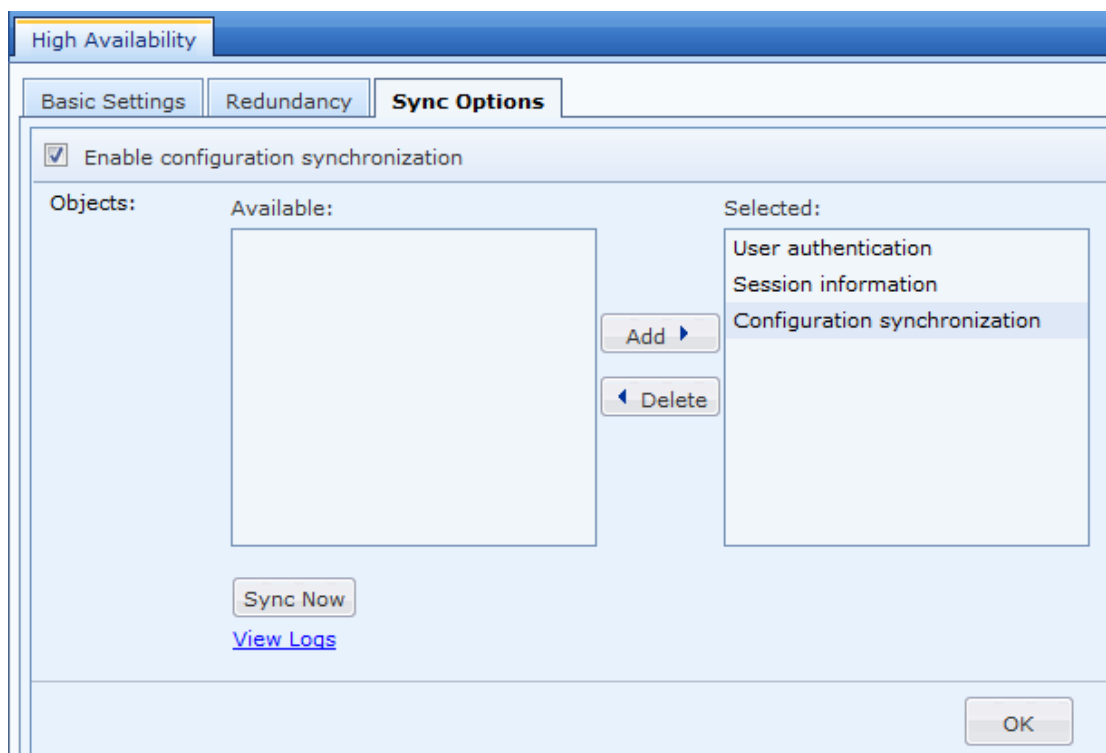 High Availability
Basic Settings Redundancy Sync Options
Enable configuration synchronization
Objects: Available: Selected:
User authentication
Session information
Configuration synchronization
Add
Delete
Sync Now
View Logs
OK